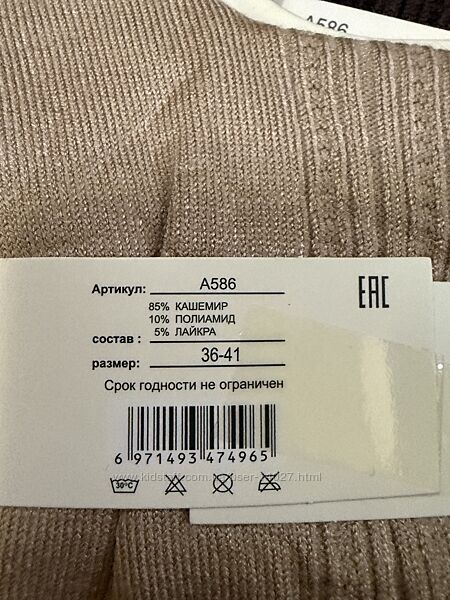 A586
Артикул: A586
85% КАШЕМИР
10% ПОЛИАМИД
состав : 5% ЛАЙКРА
размер: 36-41
Срок годности не ограничен
EAC
6 971493 474965
30°C